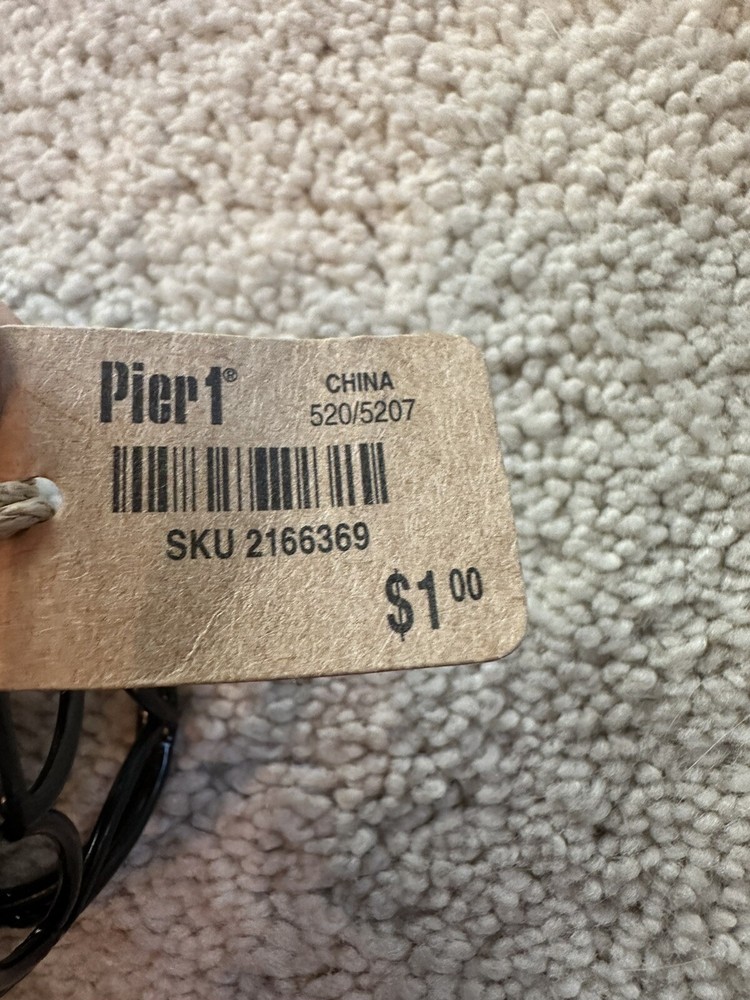 Pier1®
CHINA
520/5207
SKU 2166369
$1 00